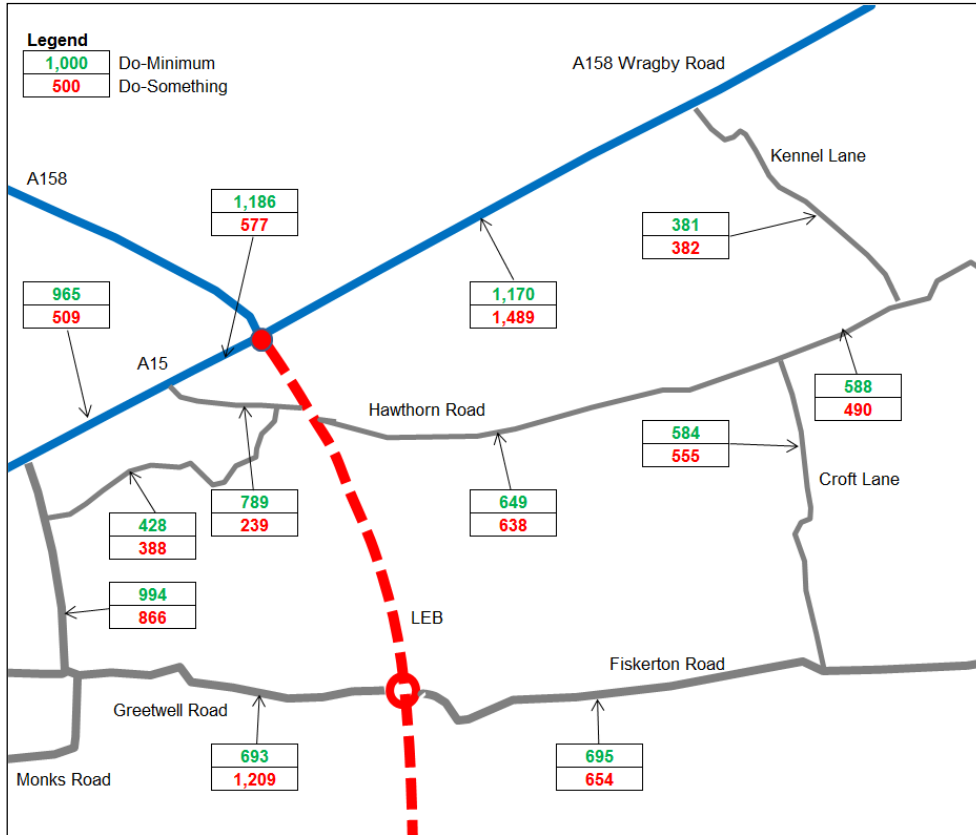 Legend
1,000 Do-Minimum
500 Do-Something
A158 Wragby Road
Kennel Lane
A158
1,186
577
381
382
965
509
1,170
1,489
A15
588
490
Hawthorn Road
584
555
Croft Lane
789
239
649
638
428
388
994
866
LEB
Fiskerton Road
Greetwell Road
693
1,209
695
654
Monks Road